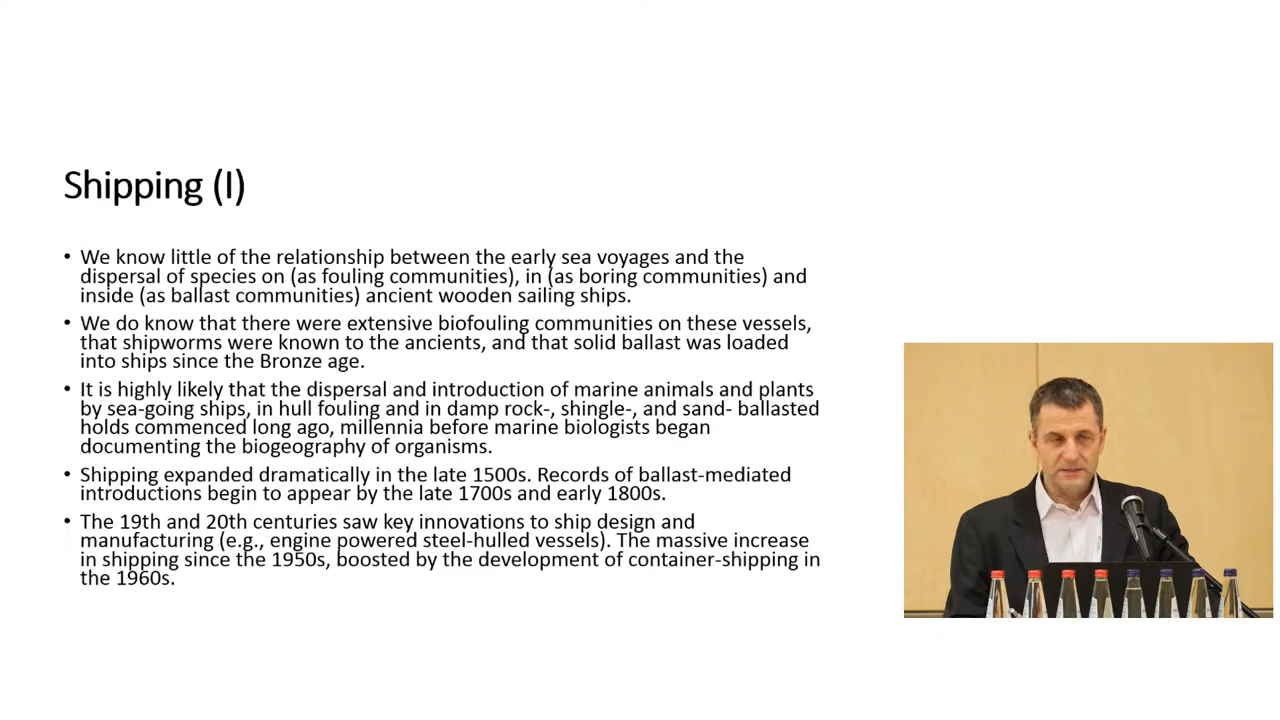 Shipping (I)
• We know little of the relationship between the early sea voyages and the
dispersal of species on (as fouling communities), in (as boring communities) and
inside (as ballast communities) ancient wooden sailing ships.
• We do know that there were extensive biofouling communities on these vessels,
that shipworms were known to the ancients, and that solid ballast was loaded
into ships since the Bronze age.
• It is highly likely that the dispersal and introduction of marine animals and plants
by sea-going ships, in hull fouling and in damp rock-, shingle-, and sand- ballasted
holds commenced long ago, millennia before marine biologists began
documenting the biogeography of organisms.
• Shipping expanded dramatically in the late 1500s. Records of ballast-mediated
introductions begin to appear by the late 1700s and early 1800s.
• The 19th and 20th centuries saw key innovations to ship design and
manufacturing (e.g., engine powered steel-hulled vessels). The massive increase
in shipping since the 1950s, boosted by the development of container-shipping in
the 1960s.